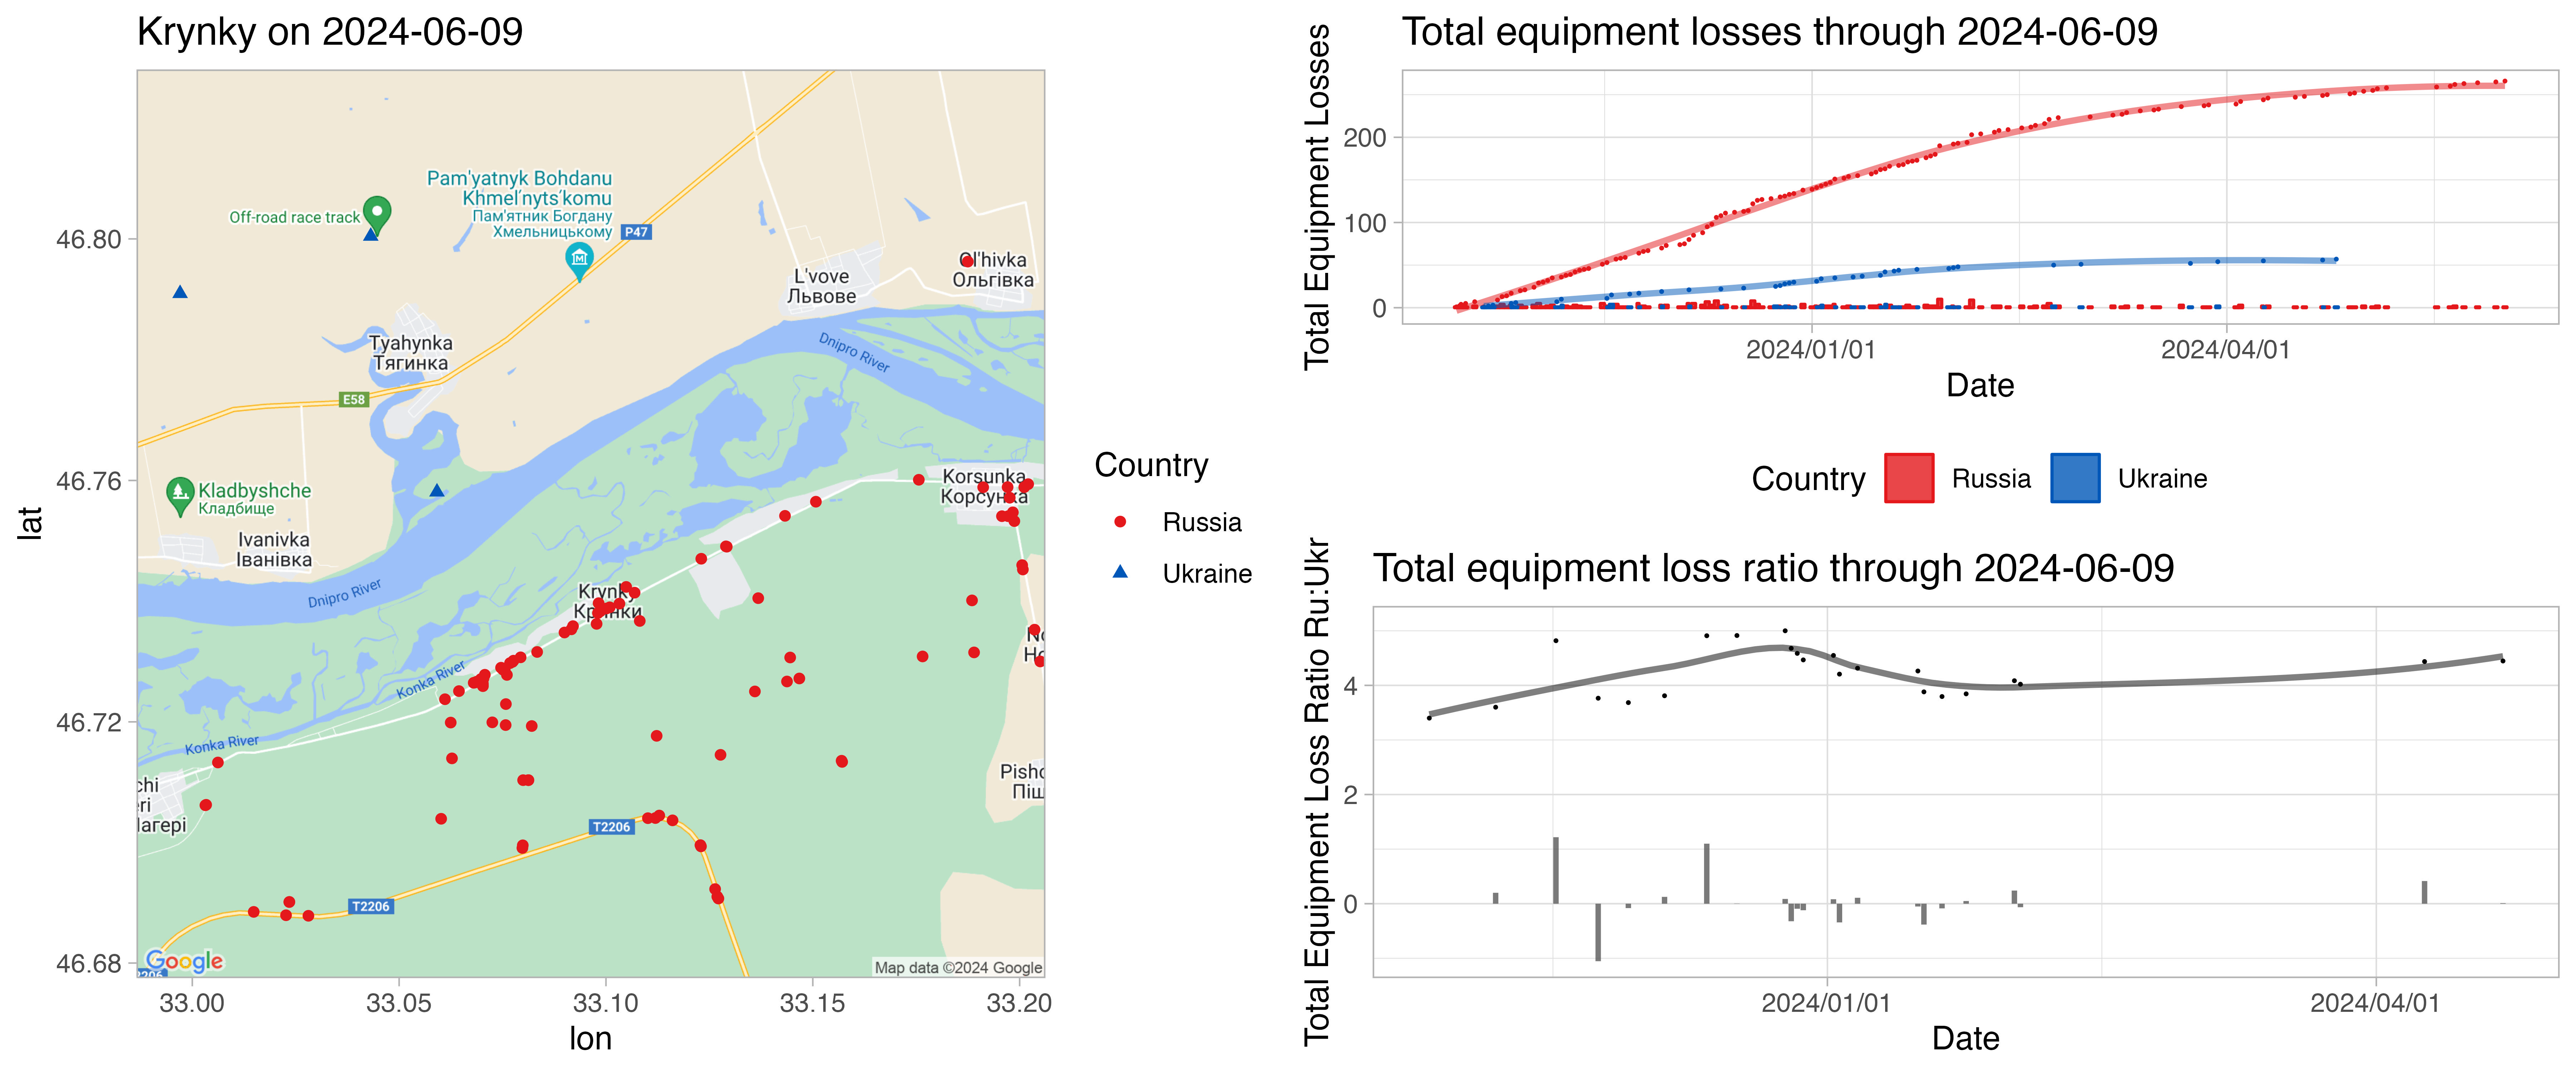 Krynky on 2024-06-09
lat
46.80
46.76
46.72
46.68
33.00
33.05
33.10
33.15
33.20
lon
Off-road race track
Pam'yatnyk Bohdanu
Khmel'nyts'komu
Пам'ятник Богдану
Хмельницькому
P47
L'vove
Львове
Ol'hivka
Ольгівка
Tyahynka
Тягинка
Dnipro River
E58
Kladbyshche
Кладбище
Ivanivka
Іванівка
Korsunka
Корсунка
Dnipro River
Krynky
Кринки
Konka River
Konka River
chi
Pisho
Піщ
T2206
T2206
Google
Map data ©2024 Google
Country
Russia
Ukraine
Total equipment losses through 2024-06-09
Total Equipment Losses
200
100
0
2024/01/01
2024/04/01
Date
Country
Russia
Ukraine
Total equipment loss ratio through 2024-06-09
Total Equipment Loss Ratio Ru:Ukr
4
2
0
2024/01/01
2024/04/01
Date